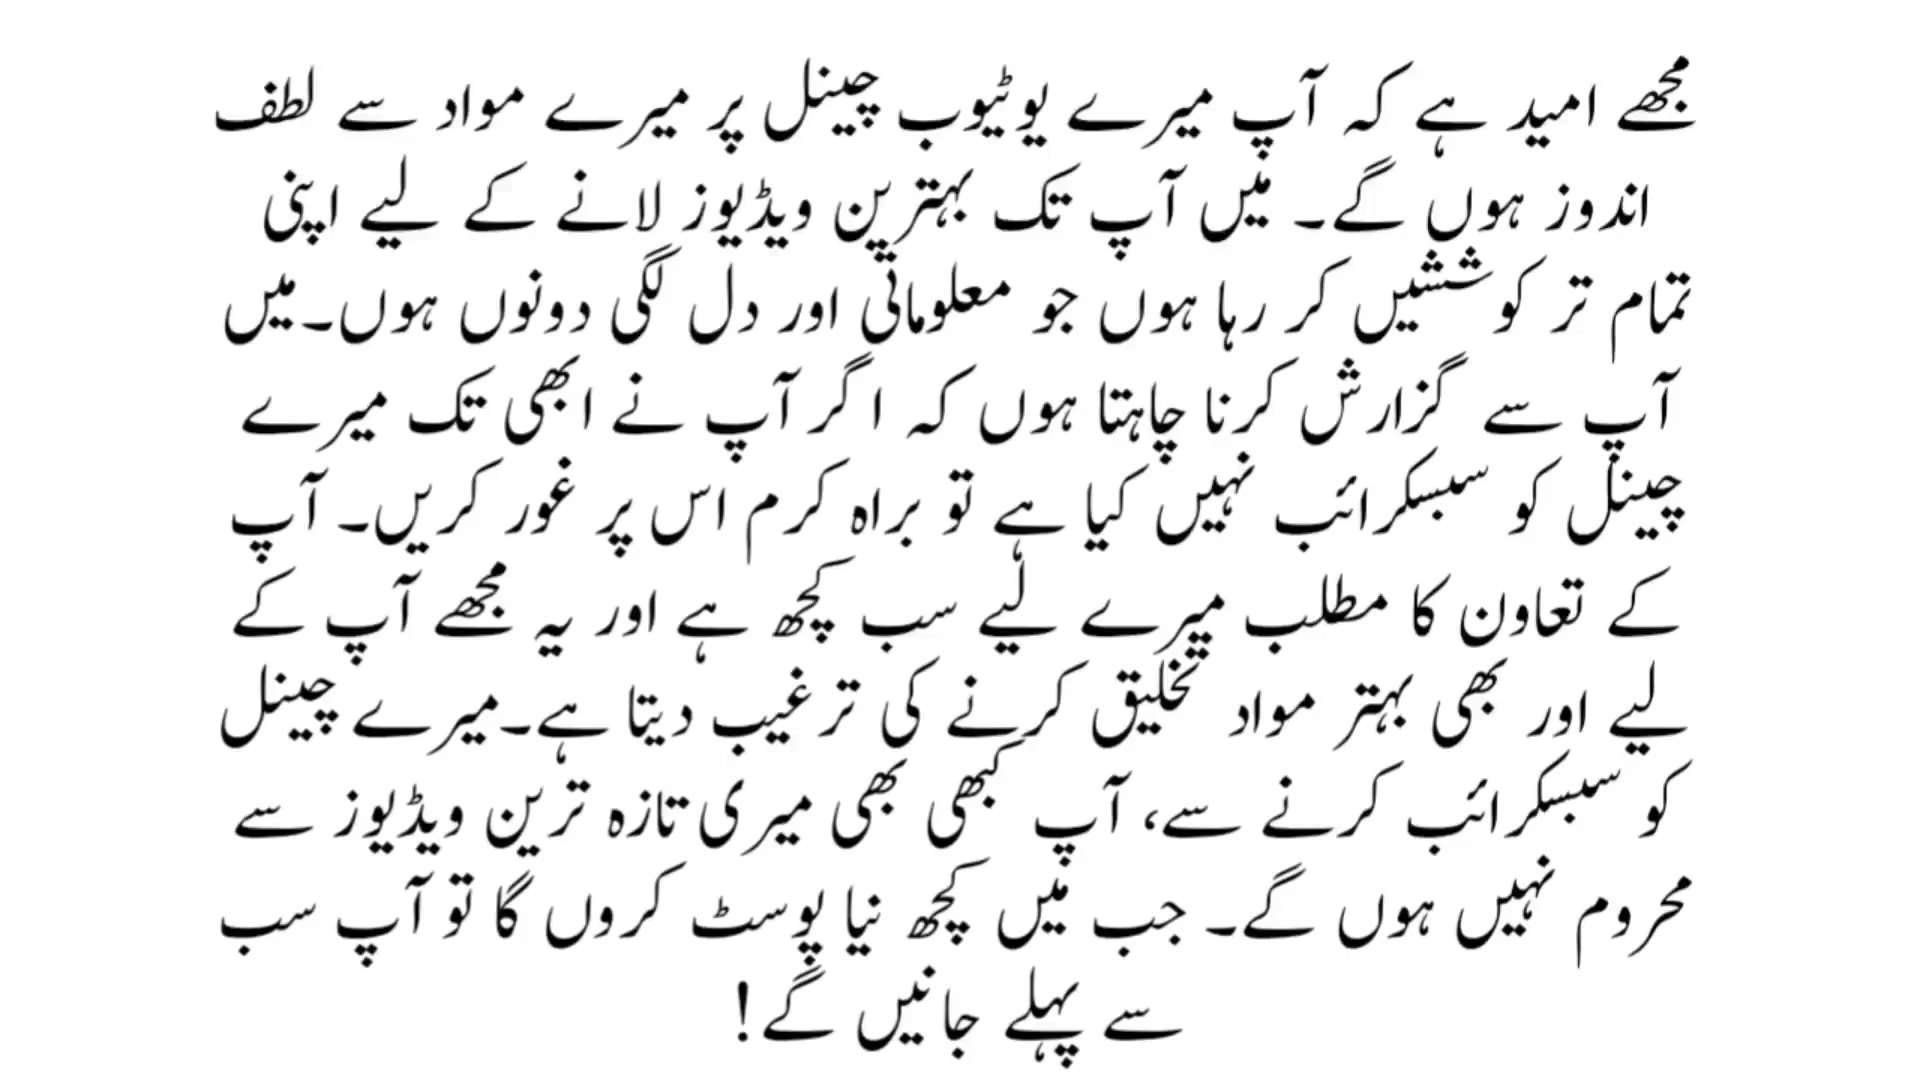 مجھے امید ہے کہ آپ میرے یوٹیوب چینل پر میرے مواد سے لطف
اندوز ہوں گے۔ میں آپ تک بہترین ویڈیوز لانے کے لیے اپنی
تمام تر کوششیں کر رہا ہوں جو معلوماتی اور دل لگی دونوں ہوں۔میں
آپ سے گزارش کرنا چاہتا ہوں کہ اگر آپ نے ابھی تک میرے
چینل کو سبسکرائب نہیں کیا ہے تو براہ کرم اس پر غور کریں۔ آپ
کے تعاون کا مطلب میرے لیے سب کچھ ہے اور یہ مجھے آپ کے
لیے اور بھی بہتر مواد تخلیق کرنے کی ترغیب دیتا ہے۔میرے چینل
کو سبسکرائب کرنے سے، آپ کبھی بھی میری تازہ ترین ویڈیوز سے
محروم نہیں ہوں گے۔ جب میں کچھ نیا پوسٹ کروں گا تو آپ سب
سے پہلے جانیں گے!